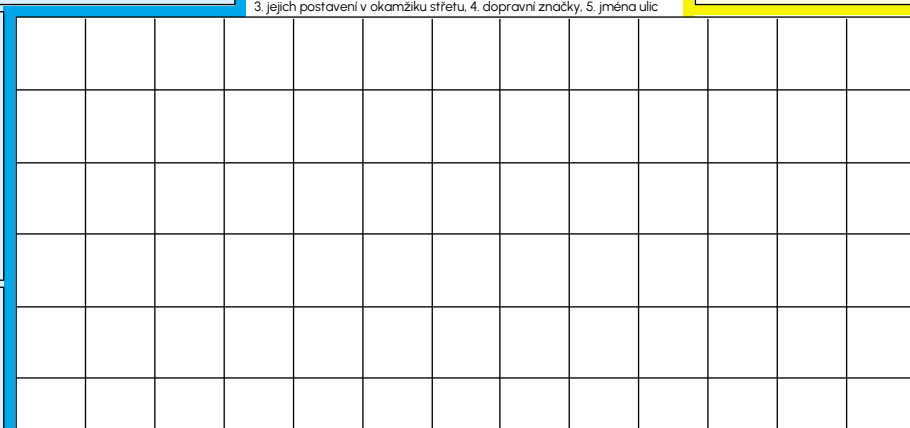 3. jejich postavení v okamžiku střetu, 4. dopravní značky, 5. jména ulic